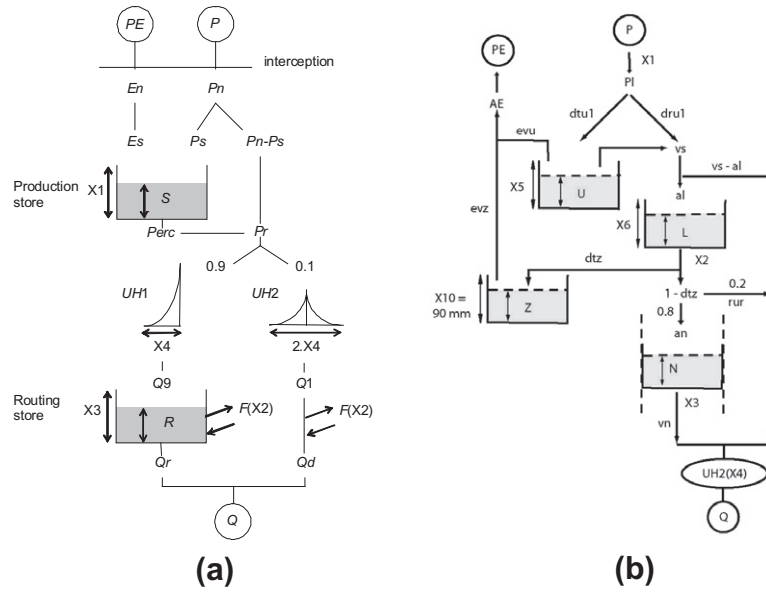 PE
P
interception
En
Pn
Es
Ps
Pn-Ps
Production
store
X1
S
Perc
Pr
0.9
0.1
UH1
UH2
X4
2.X4
Q9
Q1
Routing
store
X3
R
F(X2)
F(X2)
Qr
Qd
Q
(a)
P
PE
X1
PI
AE
dtu1
dru1
evu
vs
vs - al
X5
U
al
X6
L
evz
X2
dtz
X10 =
90 mm
Z
1 - dtz
0.2
rur
0.8
an
N
X3
vn
UH2(X4)
Q
(b)